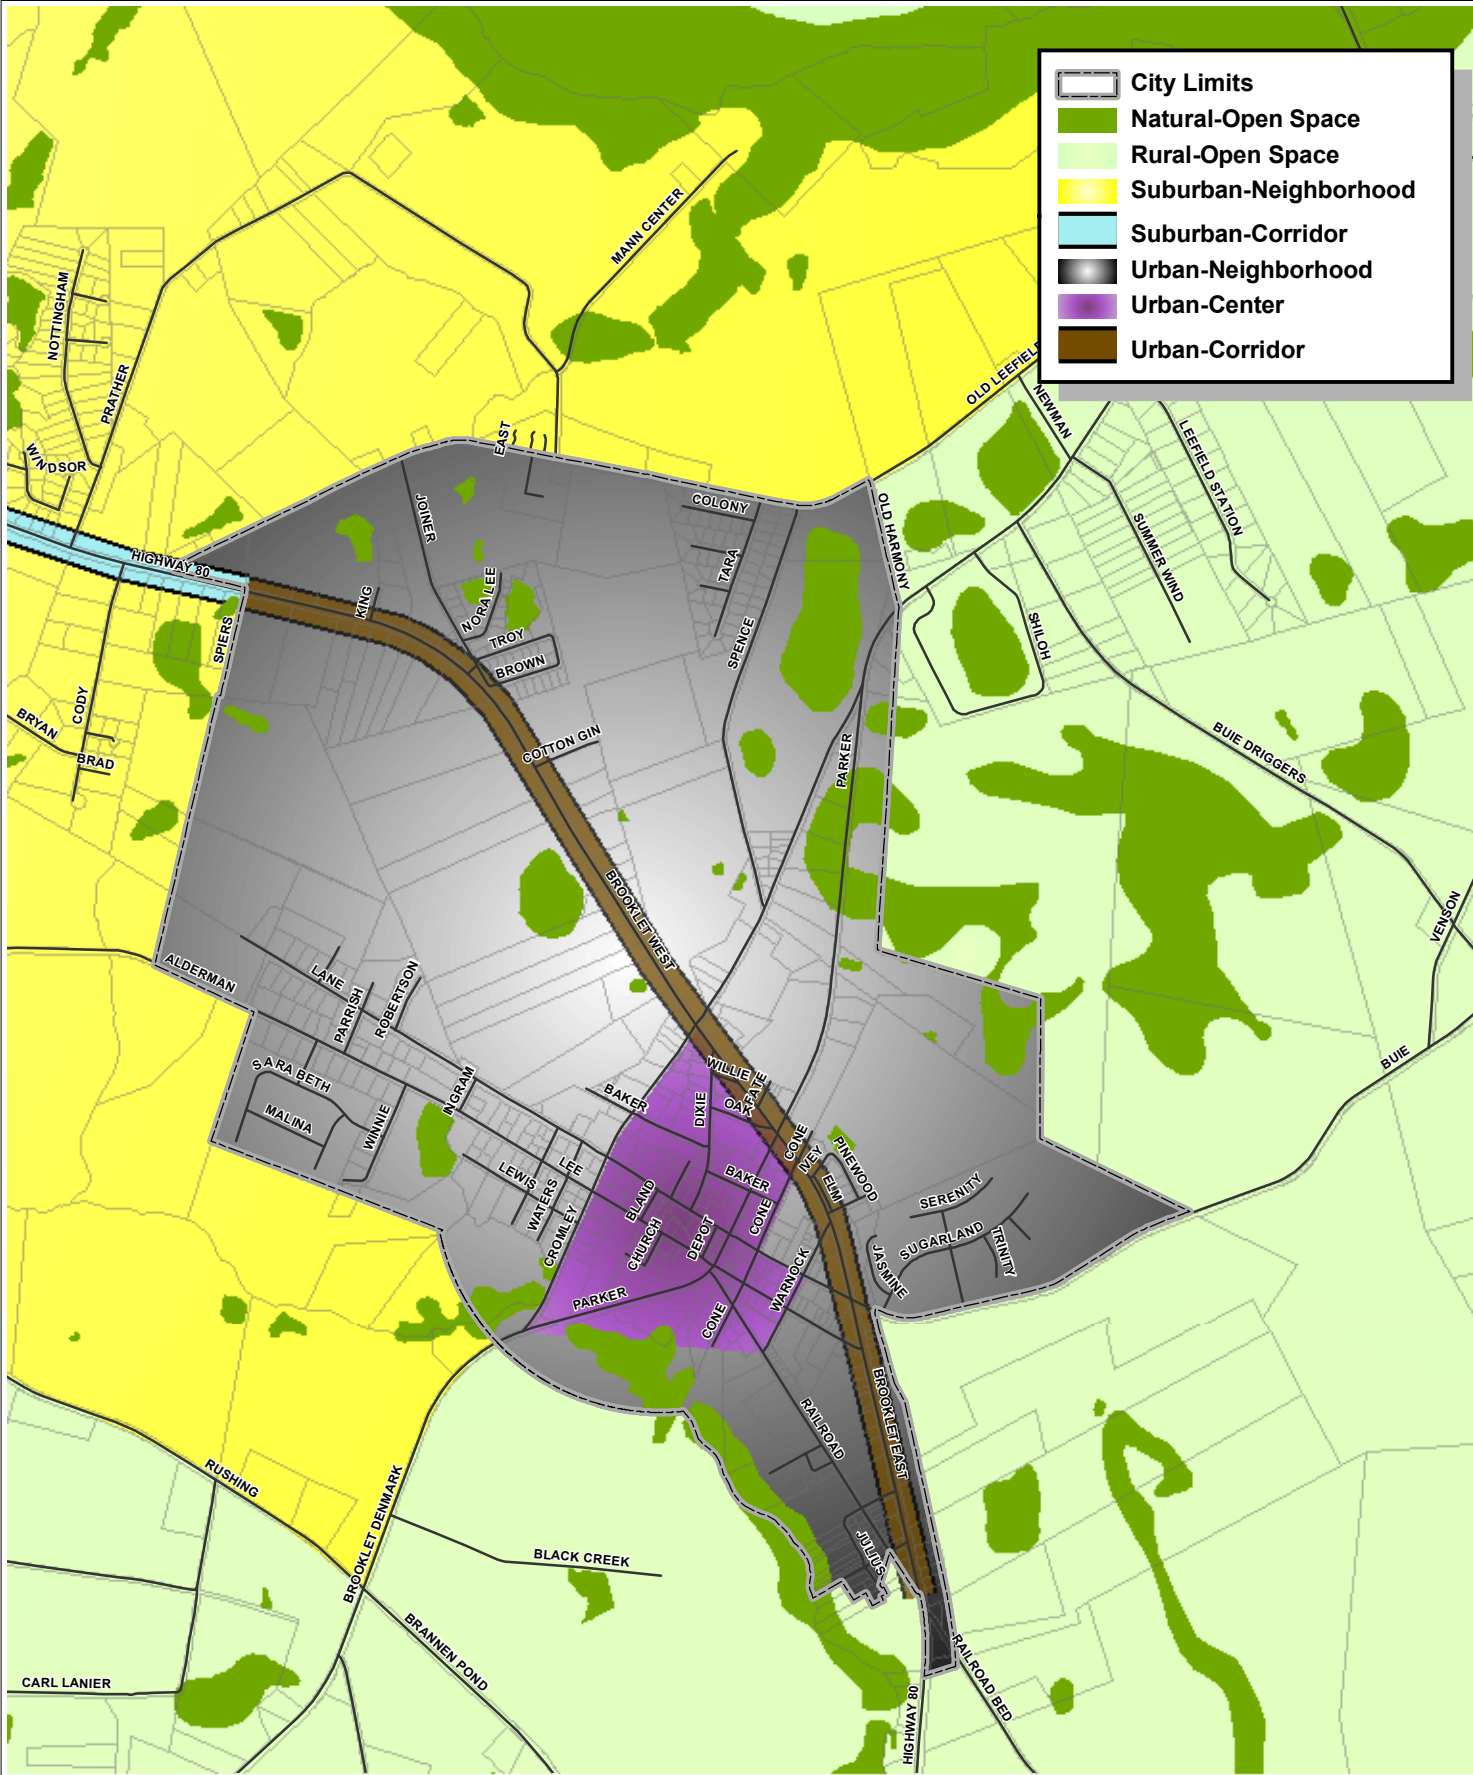 City Limits
Natural-Open Space
Rural-Open Space
Suburban-Neighborhood
Suburban-Corridor
Urban-Neighborhood
Urban-Center
Urban-Corridor
MANN CENTER
NOTTINGHAM
PRATHER
WINDSOR
EAST
OLD LEEFIELD
NEWMAN
LEEFIELD STATION
SUMMER WIND
OLD HARMONY
COLONY
JOINER
TARA
HIGHWAY 80
KING
NORA LEE
TROY
BROWN
SPENCE
SHILOH
SPIERS
CODY
BRYAN
BRAD
COTTON GIN
PARKER
BUIE DRIGGERS
BROOKLET WEST
VENSON
ALDERMAN
LANE
PARRISH
ROBERTSON
BUIE
SARA BETH
MALINA
WINNIE
INGRAM
BAKER
WILLIE
DIXIE
OAK
FATE
CONE
IVEY
PINEWOOD
ELM
LEE
LEWIS
WATERS
CROMLEY
BLAND
CHURCH
DEPOT
BAKER
CONE
WARNOCK
SERENITY
SUGARLAND
TRINITY
JASMINE
PARKER
CONE
RAILROAD
BROOKLET EAST
JULIUS
RUSHING
BROOKLET DENMARK
BLACK CREEK
BRANNEN POND
CARL LANIER
HIGHWAY 80
RAILROAD BED